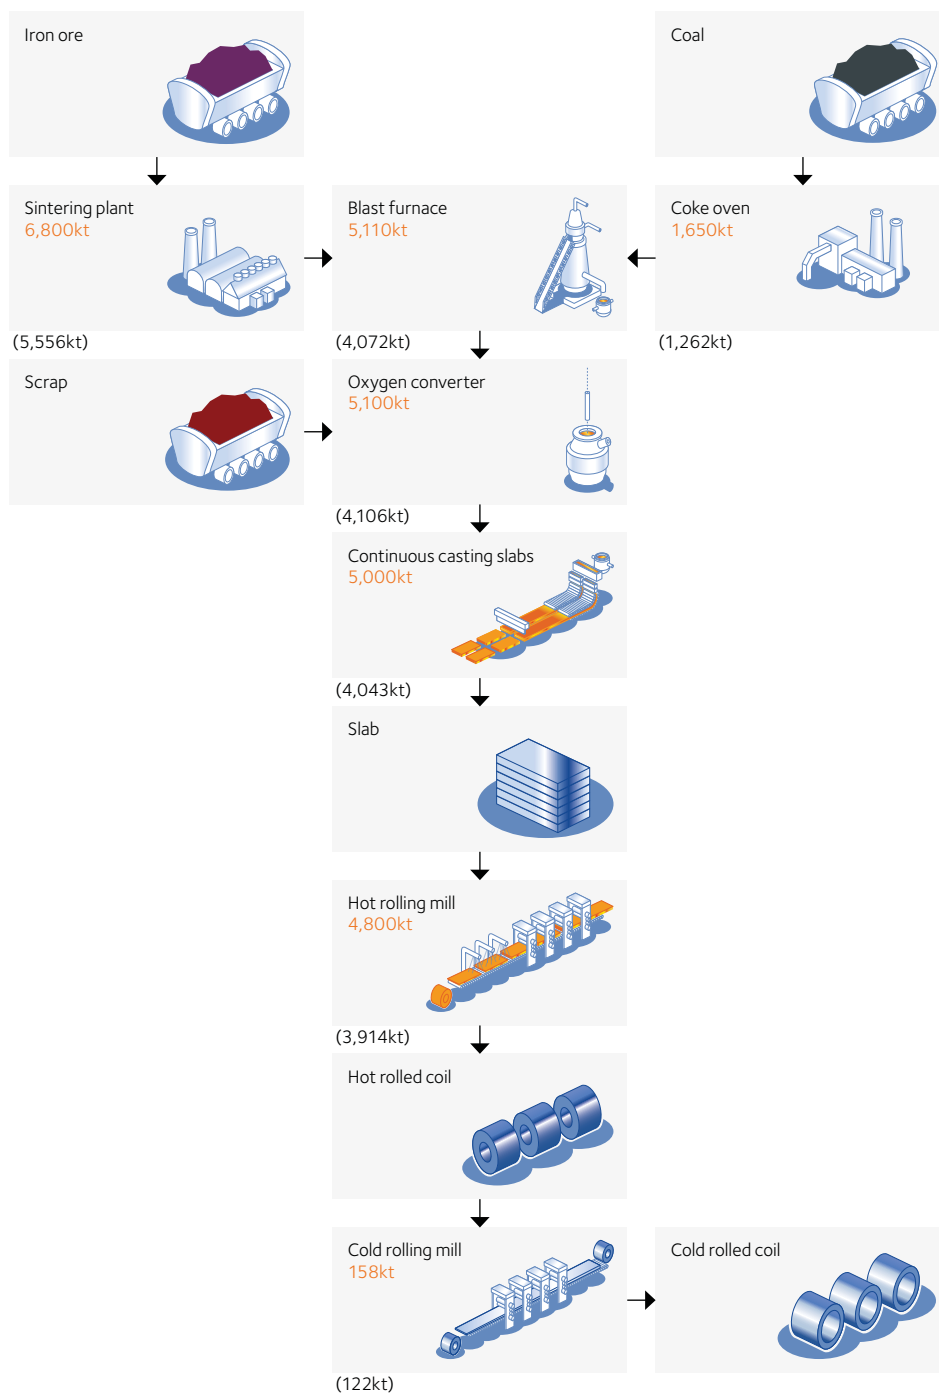 Iron ore
Coal
Sintering plant
6,800kt
Blast furnace
5,110kt
Coke oven
1,650kt
(5,556kt)
(4,072kt)
(1,262kt)
Scrap
Oxygen converter
5,100kt
(4,106kt)
Continuous casting slabs
5,000kt
(4,043kt)
Slab
Hot rolling mill
4,800kt
(3,914kt)
Hot rolled coil
Cold rolling mill
158kt
Cold rolled coil
(122kt)